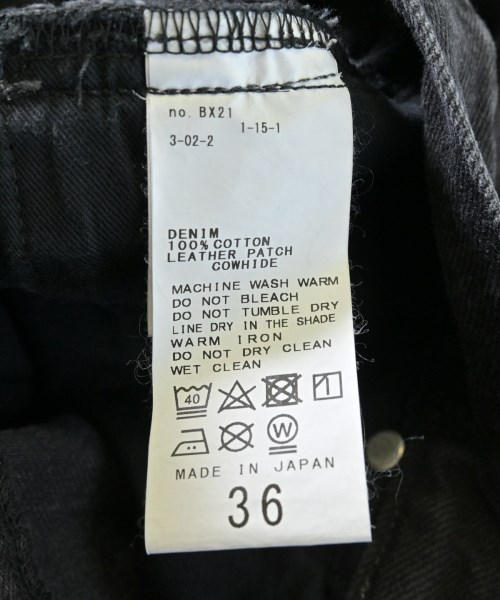 no. BX21
1-15-1
3-02-2
DENIM
100% COTTON
LEATHER PATCH
COWHIDE
MACHINE WASH WARM
DO NOT BLEACH
DO NOT TUMBLE DRY
LINE DRY IN THE SHADE
WARM IRON
DO NOT DRY CLEAN
WET CLEAN
40
W
MADE IN JAPAN
36